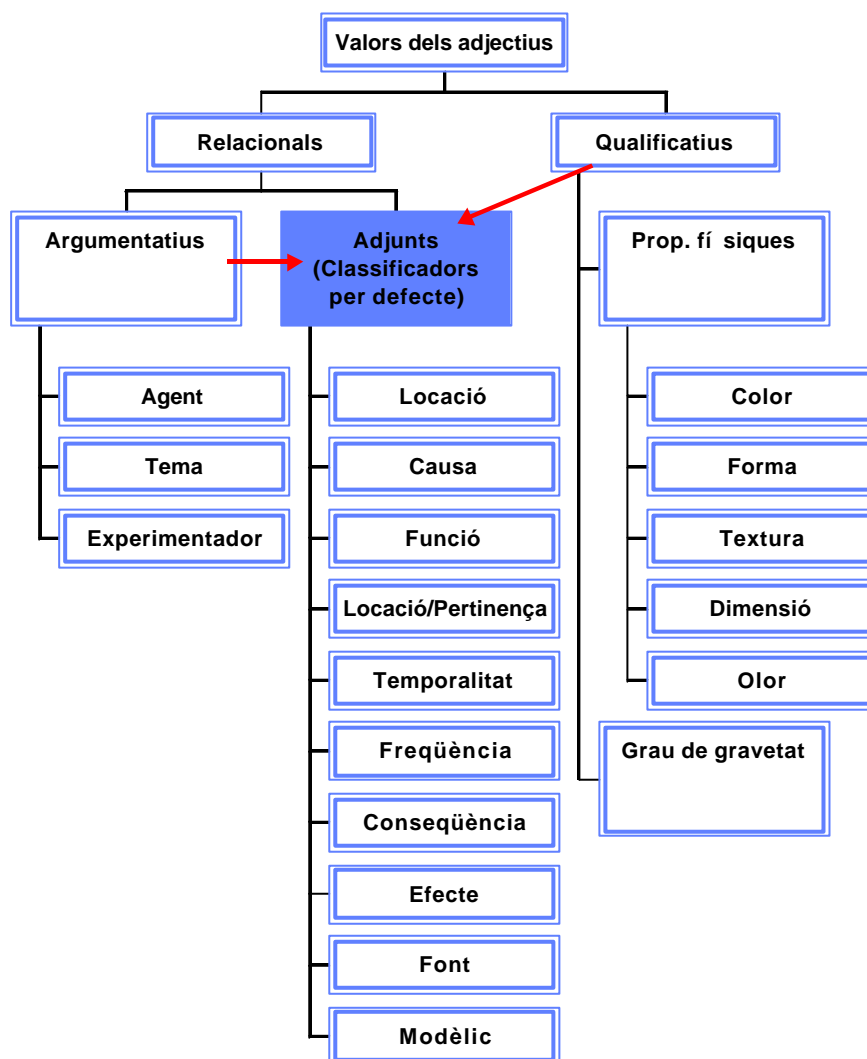 Valors dels adjectius
Relacionals
Qualificatius
Argumentatius
Adjunts
(Classificadors
per defecte)
Prop. fí siques
Agent
Tema
Experimentador
Locació
Causa
Funció
Locació/Pertinença
Temporalitat
Freqüència
Conseqüència
Efecte
Font
Modèlic
Color
Forma
Textura
Dimensió
Olor
Grau de gravetat